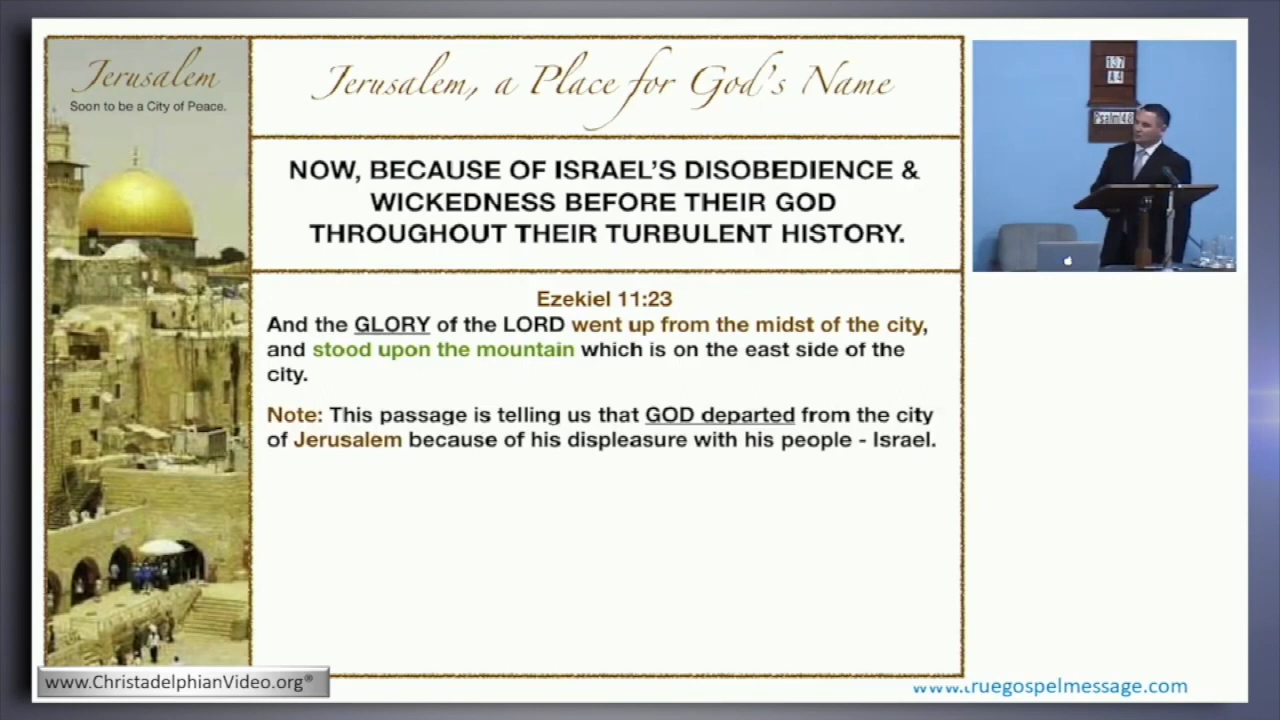 Jerusalem
Soon to be a City of Peace.
Jerusalem, a Place for God's Name
NOW, BECAUSE OF ISRAEL'S DISOBEDIENCE &
WICKEDNESS BEFORE THEIR GOD
THROUGHOUT THEIR TURBULENT HISTORY.
Ezekiel 11:23
And the GLORY of the LORD went up from the midst of the city,
and stood upon the mountain which is on the east side of the
city.
Note: This passage is telling us that GOD departed from the city
of Jerusalem because of his displeasure with his people - Israel.
137
44
Psalm 48
www.ChristadelphianVideo.org®
www.truegospelmessage.com